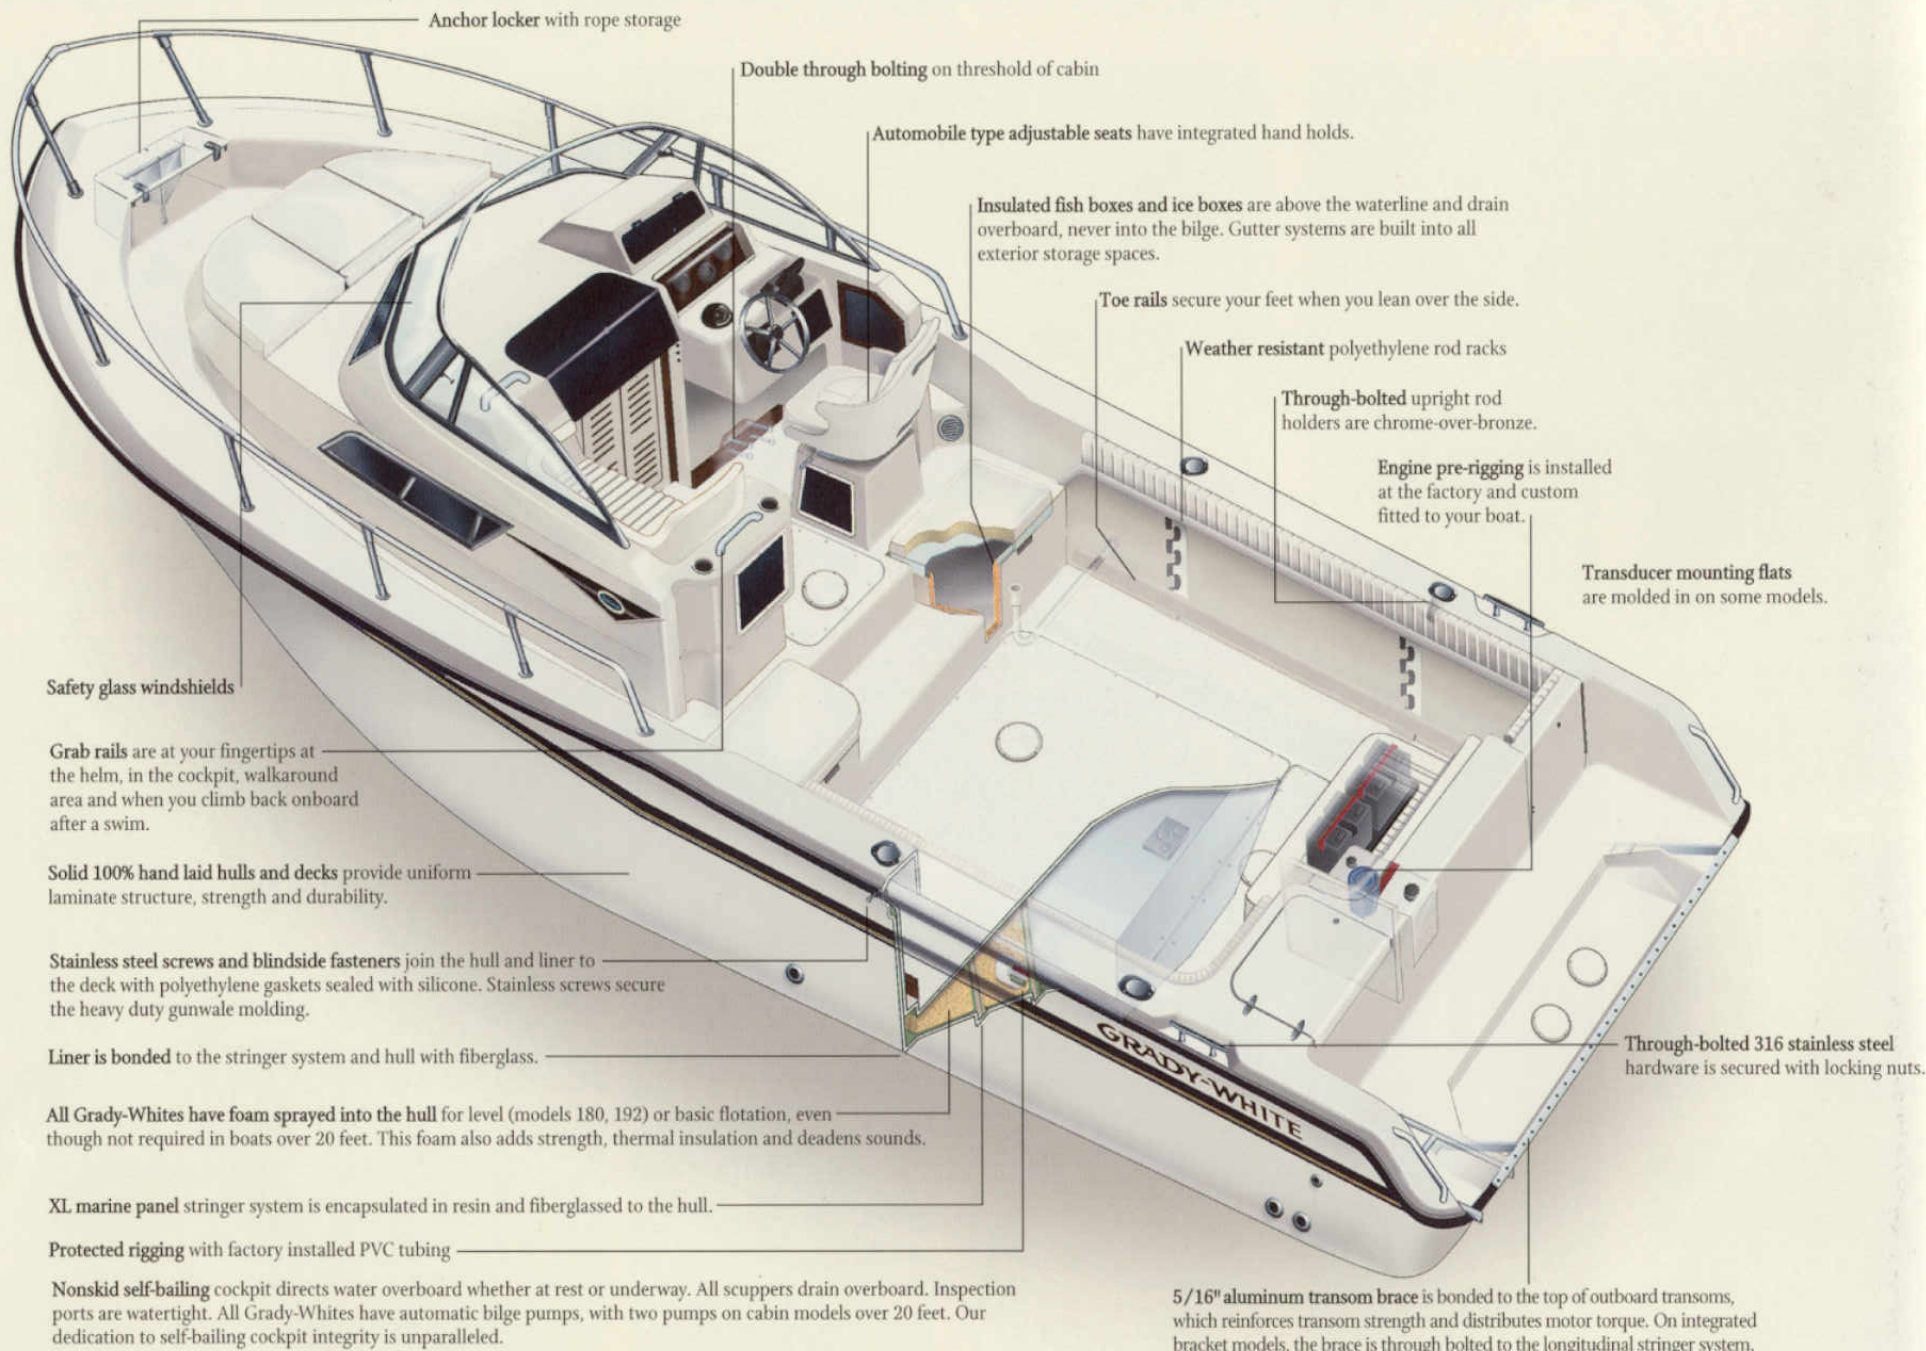 Anchor locker with rope storage
Double through bolting on threshold of cabin
Automobile type adjustable seats have integrated hand holds.
Insulated fish boxes and ice boxes are above the waterline and drain
overboard, never into the bilge. Gutter systems are built into all
exterior storage spaces.
Toe rails secure your feet when you lean over the side.
Weather resistant polyethylene rod racks
Through-bolted upright rod
holders are chrome-over-bronze.
Engine pre-rigging is installed
at the factory and custom
fitted to your boat.
Transducer mounting flats
are molded in on some models.
Safety glass windshields
Grab rails are at your fingertips at
the helm, in the cockpit, walkaround
area and when you climb back onboard
after a swim.
Solid 100% hand laid hulls and decks provide uniform
laminate structure, strength and durability.
Stainless steel screws and blindside fasteners join the hull and liner to
the deck with polyethylene gaskets sealed with silicone. Stainless screws secure
the heavy duty gunwale molding.
Liner is bonded to the stringer system and hull with fiberglass.
GRADY-WHITE
Through-bolted 316 stainless steel
hardware is secured with locking nuts.
All Grady-Whites have foam sprayed into the hull for level (models 180, 192) or basic flotation, even
though not required in boats over 20 feet. This foam also adds strength, thermal insulation and deadens sounds.
XL marine panel stringer system is encapsulated in resin and fiberglassed to the hull.
Protected rigging with factory installed PVC tubing
Nonskid self-bailing cockpit directs water overboard whether at rest or underway. All scuppers drain overboard. Inspection
ports are watertight. All Grady-Whites have automatic bilge pumps, with two pumps on cabin models over 20 feet. Our
dedication to self-bailing cockpit integrity is unparalleled.
5/16" aluminum transom brace is bonded to the top of outboard transoms,
which reinforces transom strength and distributes motor torque. On integrated
bracket models, the brace is through bolted to the longitudinal stringer system.